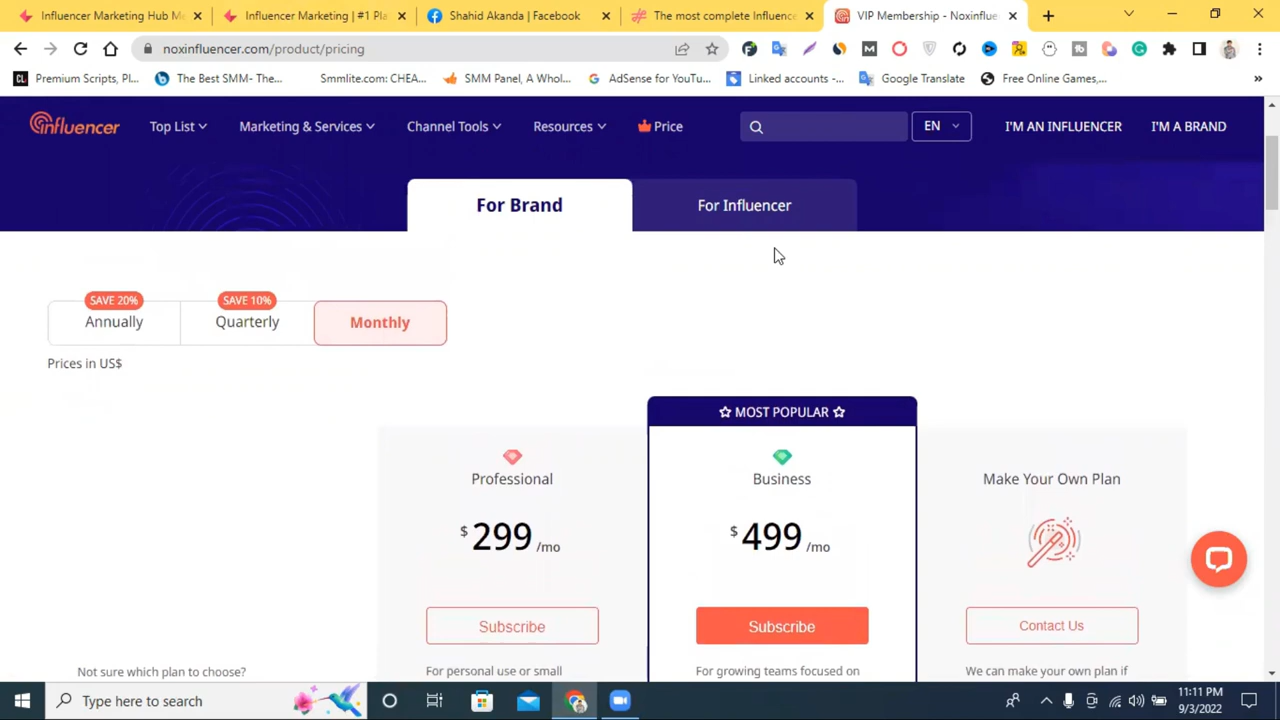 Influencer Marketing Hub Me
Influencer Marketing | #1 Pla
Shahid Akanda | Facebook
The most complete Influence
VIP Membership - Noxinflue
noxinfluencer.com/product/pricing
Premium Scripts, Pl...
The Best SMM- The...
Smmlite.com: CHEA...
SMM Panel, A Whol...
AdSense for YouTu...
Linked accounts -...
Google Translate
Free Online Games,...
influencer
Top List
Marketing & Services
Channel Tools
Resources
Price
EN
I'M AN INFLUENCER
I'M A BRAND
For Brand
For Influencer
SAVE 20%
SAVE 10%
Annually
Quarterly
Monthly
Prices in US$
MOST POPULAR
Professional
Business
Make Your Own Plan
$ 299 /mo
$ 499 /mo
Subscribe
Subscribe
Contact Us
Not sure which plan to choose?
For personal use or small
For growing teams focused on
We can make your own plan if
Type here to search
11:11 PM
9/3/2022